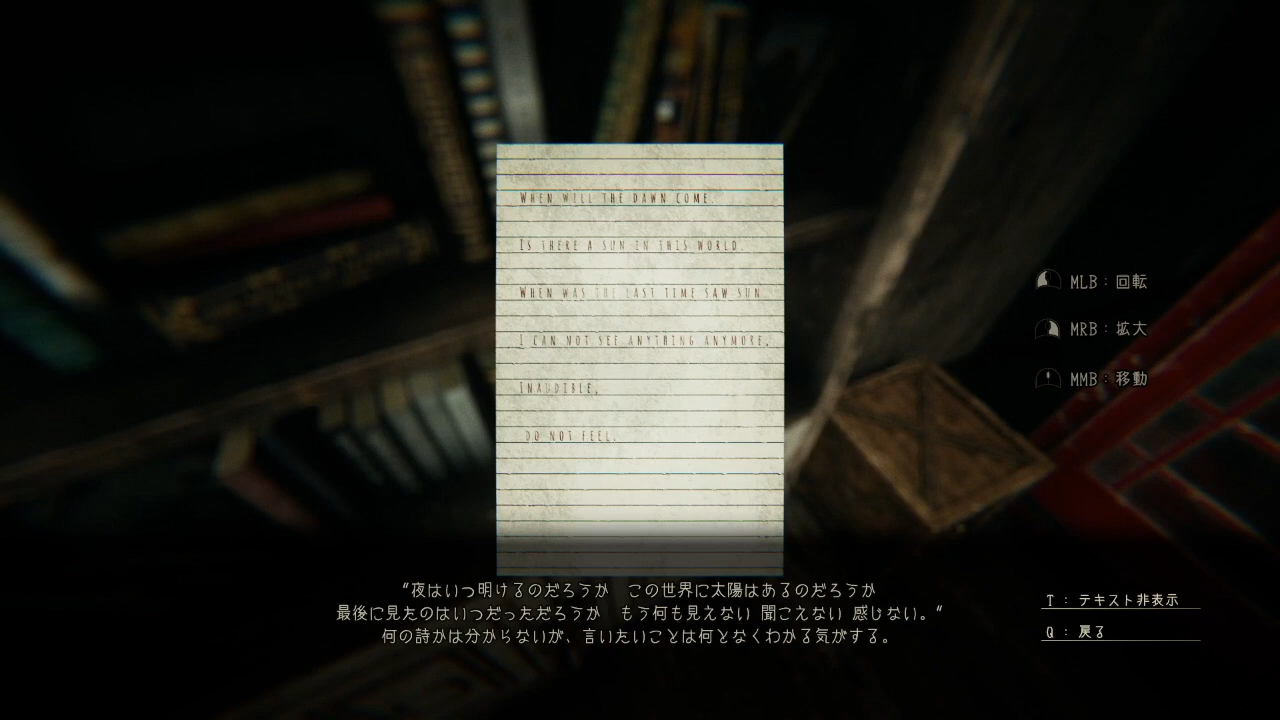 WHEN WILL THE DAWN COME.
IS THERE A SUN IN THIS WORLD.
WHEN WAS THE LAST TIME SAW SUN
I CAN NOT SEE ANYTHING ANYMORE,
INAUDIBLE,
DO NOT FEEL.
MLB：回転
MRB：拡大
MMB：移動
“夜はいつ明けるのだろうか　この世界に太陽はあるのだろうか
最後に見たのはいつだっただろうか　もう何も見えない 聞こえない 感じない。“
何の詩かは分からないが、言いたいことは何となくわかる気がする。
T：テキスト非表示
Q：戻る